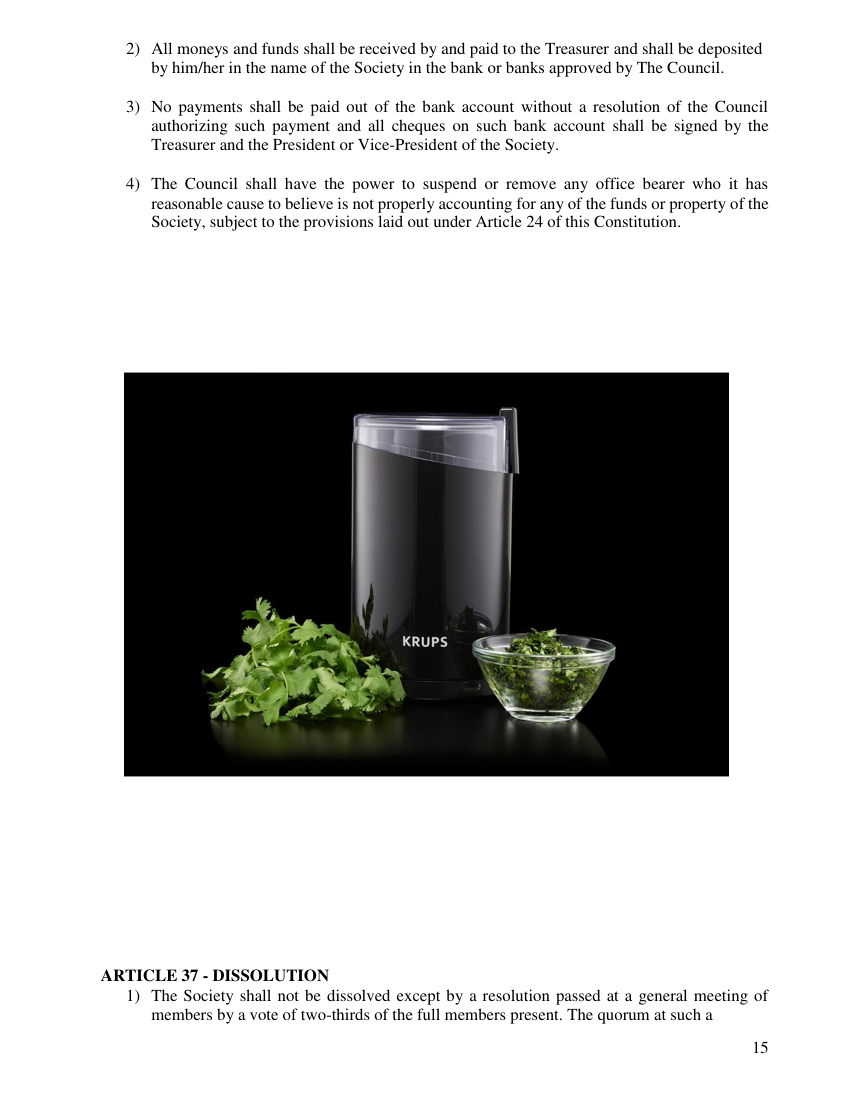 2) All moneys and funds shall be received by and paid to the Treasurer and shall be deposited
by him/her in the name of the Society in the bank or banks approved by The Council.
3) No payments shall be paid out of the bank account without a resolution of the Council
authorizing such payment and all cheques on such bank account shall be signed by the
Treasurer and the President or Vice-President of the Society.
4) The Council shall have the power to suspend or remove any office bearer who it has
reasonable cause to believe is not properly accounting for any of the funds or property of the
Society, subject to the provisions laid out under Article 24 of this Constitution.
KRUPS
ARTICLE 37 - DISSOLUTION
1) The Society shall not be dissolved except by a resolution passed at a general meeting of
members by a vote of two-thirds of the full members present. The quorum at such a
15